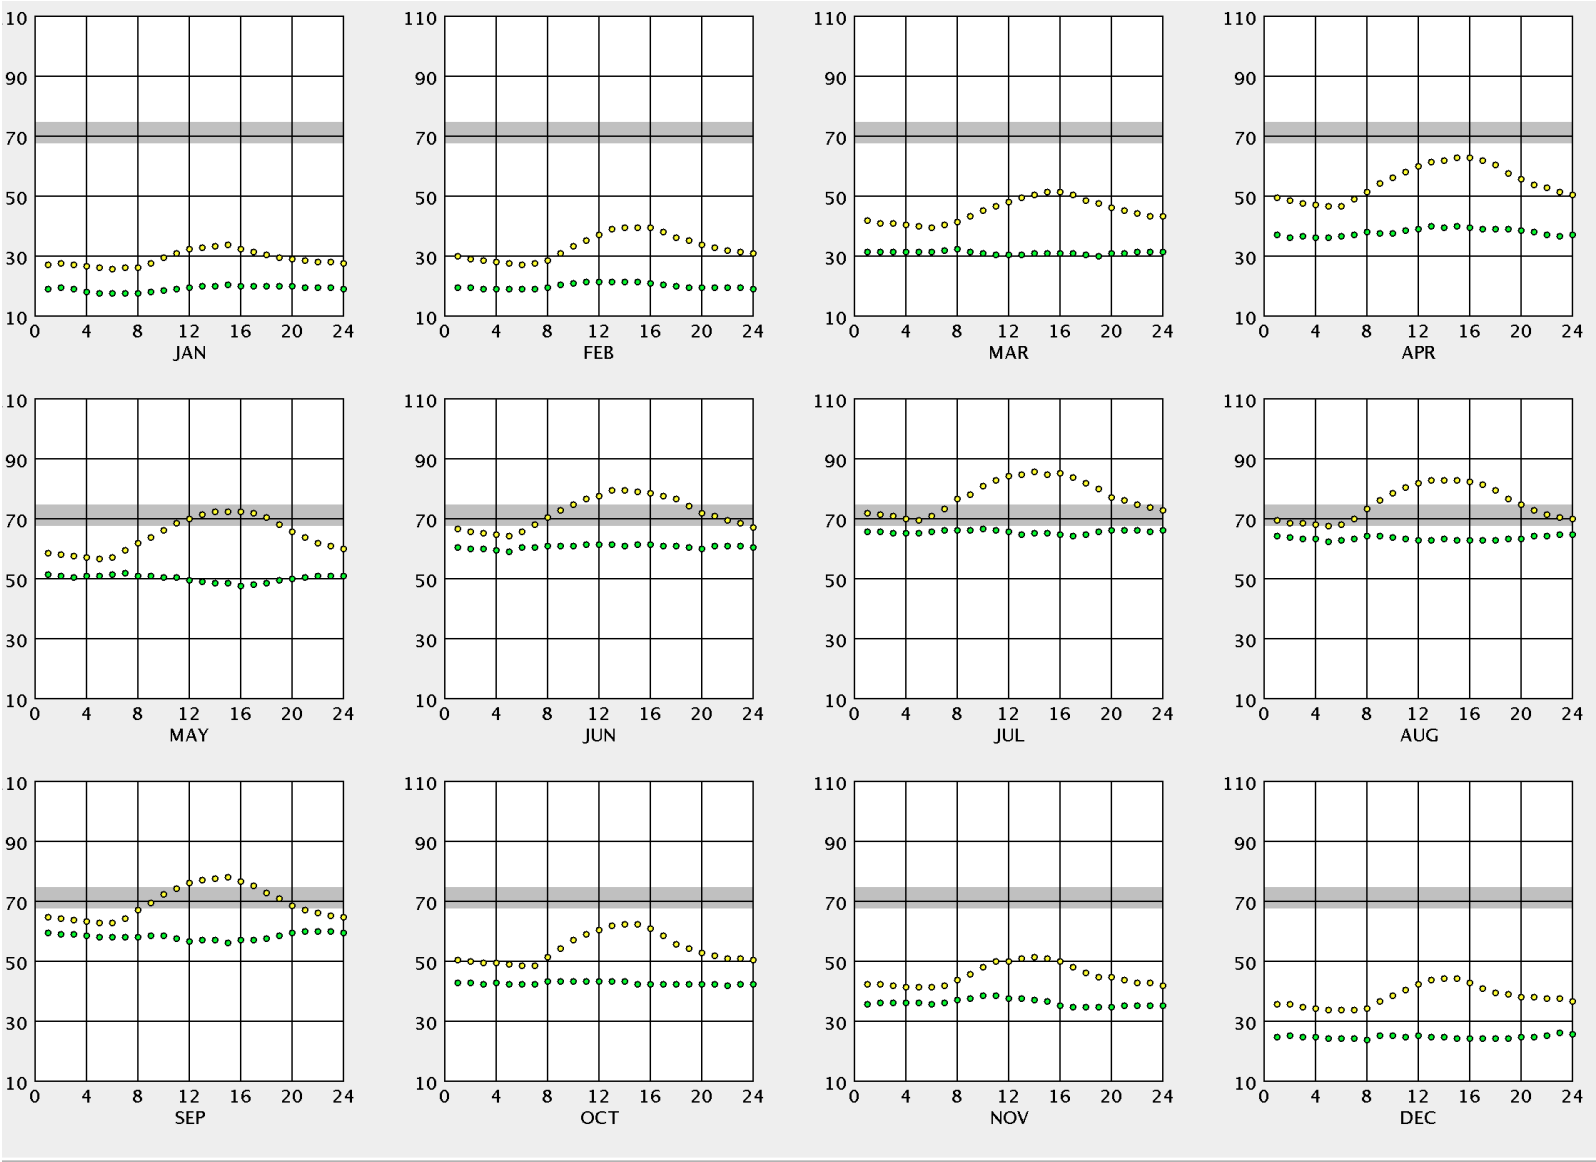 10 110 110 110
90 90 90 90
70 70 70 70
50 50 50 50
30 30 30 30
10 10 10 10
0 4 8 12 16 20 24 0 4 8 12 16 20 24 0 4 8 12 16 20 24 0 4 8 12 16 20 24
JAN FEB MAR APR
10 110 110 110
90 90 90 90
70 70 70 70
50 50 50 50
30 30 30 30
10 10 10 10
0 4 8 12 16 20 24 0 4 8 12 16 20 24 0 4 8 12 16 20 24 0 4 8 12 16 20 24
MAY JUN JUL AUG
10 110 110 110
90 90 90 90
70 70 70 70
50 50 50 50
30 30 30 30
10 10 10 10
0 4 8 12 16 20 24 0 4 8 12 16 20 24 0 4 8 12 16 20 24 0 4 8 12 16 20 24
SEP OCT NOV DEC